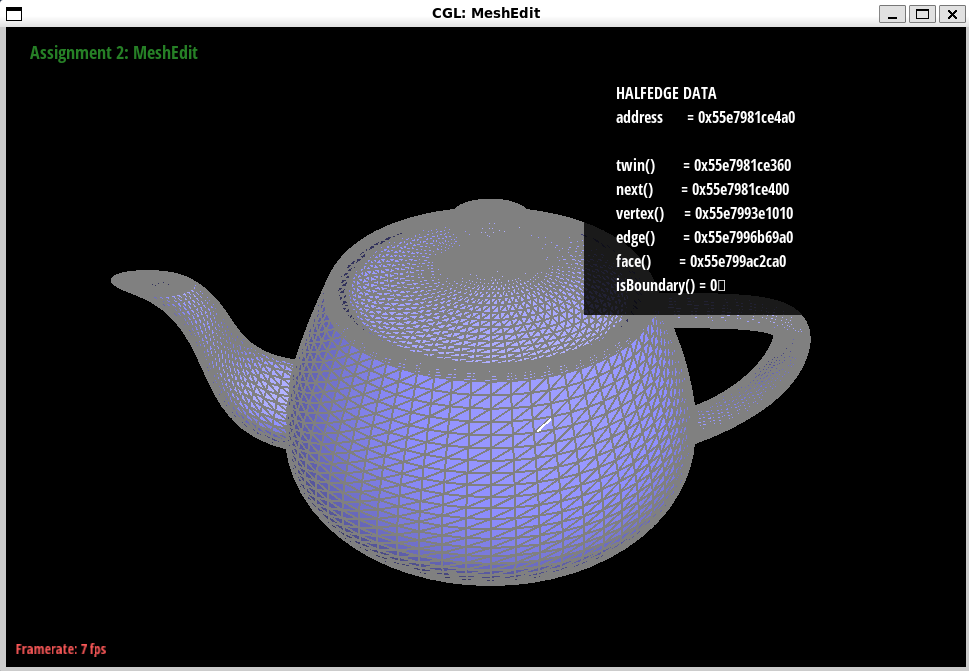 CGL: MeshEdit
Assignment 2: MeshEdit
HALFEDGE DATA
address = 0x55e7981ce4a0
twin() = 0x55e7981ce360
next() = 0x55e7981ce400
vertex() = 0x55e7993e1010
edge() = 0x55e7996b69a0
face() = 0x55e799ac2ca0
isBoundary() = 0▯
Framerate: 7 fps